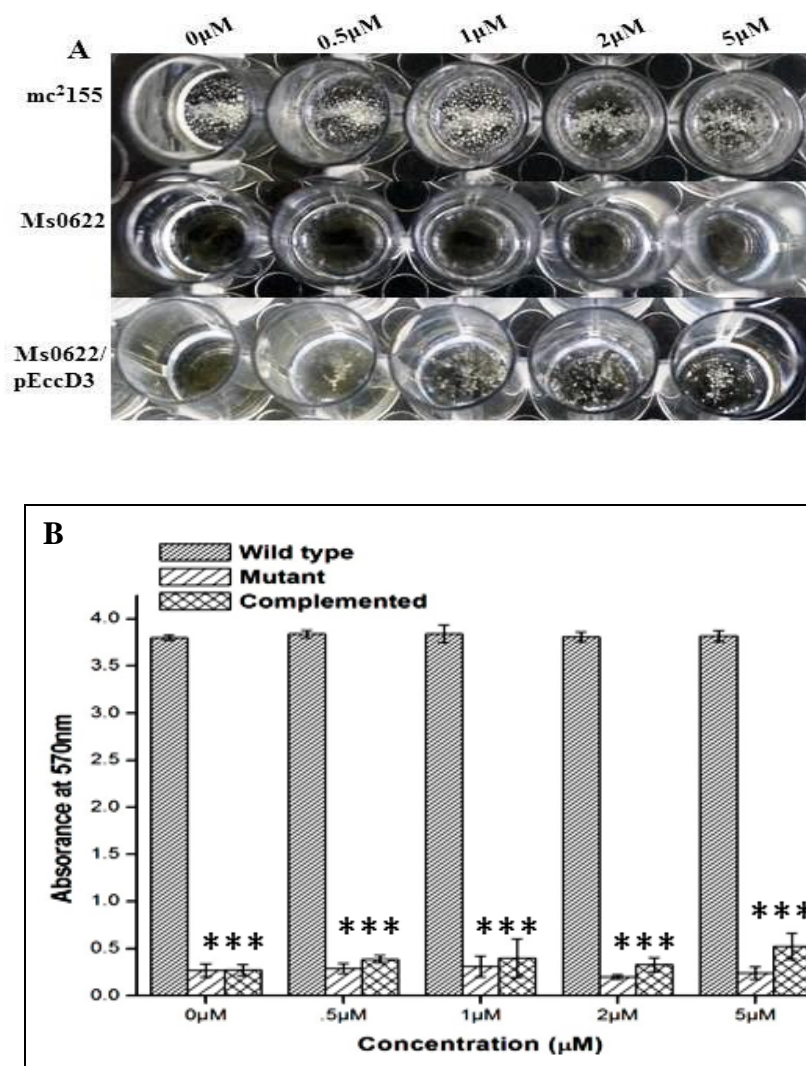 A 0µM 0.5µM 1µM 2µM 5µM
mc²155
Ms0622
Ms0622/
pEccD3
B
Wild type
Mutant
Complemented
4.0
3.5
3.0
2.5
2.0
1.5
1.0
0.5
0.0
Absorance at 570nm
*** *** *** *** ***
0µM .5µM 1µM 2µM 5µM
Concentration (µM)